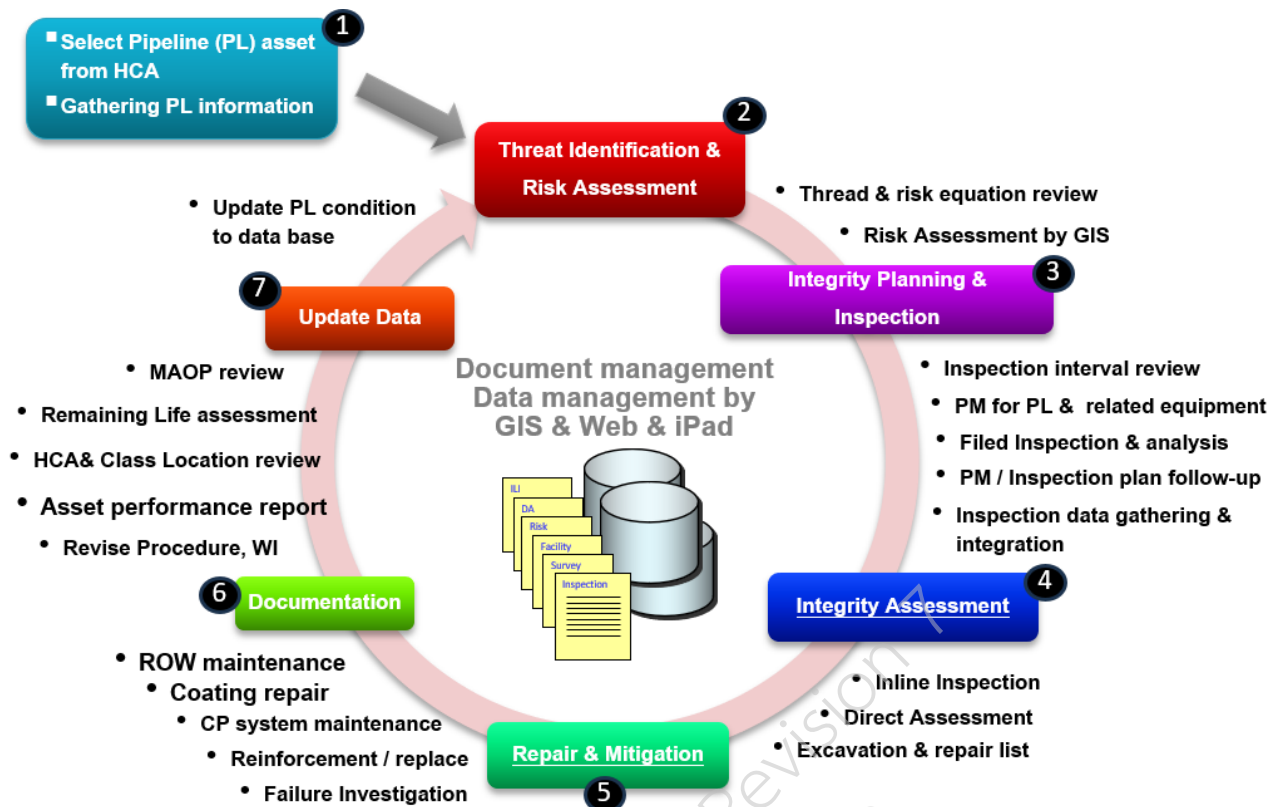 1
▪ Select Pipeline (PL) asset
from HCA
▪ Gathering PL information
2
Threat Identification &
Risk Assessment
• Thread & risk equation review
• Risk Assessment by GIS
3
Integrity Planning &
Inspection
• Inspection interval review
• PM for PL & related equipment
• Filed Inspection & analysis
• PM / Inspection plan follow-up
• Inspection data gathering &
integration
4
Integrity Assessment
• Inline Inspection
• Direct Assessment
• Excavation & repair list
Repair & Mitigation
5
• ROW maintenance
• Coating repair
• CP system maintenance
• Reinforcement / replace
• Failure Investigation
6
Documentation
• MAOP review
• Remaining Life assessment
• HCA& Class Location review
• Asset performance report
• Revise Procedure, WI
7
Update Data
• Update PL condition
to data base
Document management
Data management by
GIS & Web & iPad
ILI
DA
Risk
Facility
Survey
Inspection
Revision 7